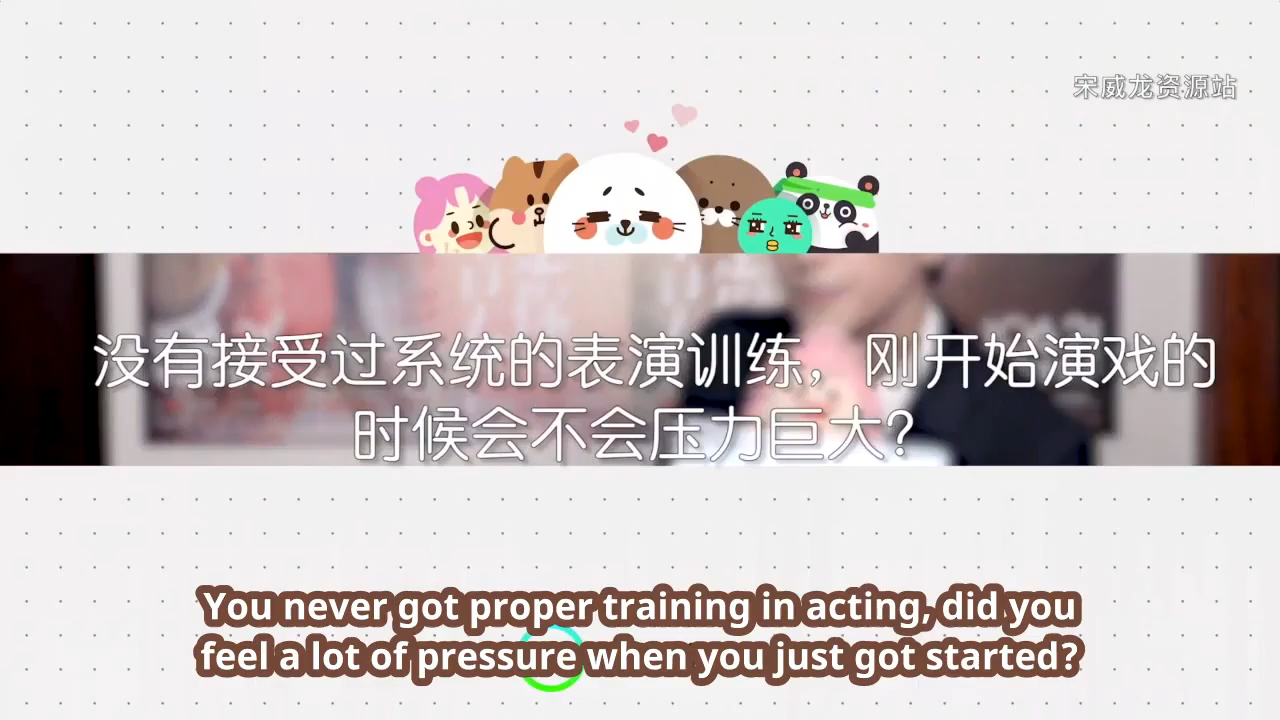 宋威龙资源站
没有接受过系统的表演训练，刚开始演戏的
时候会不会压力巨大？
You never got proper training in acting, did you
feel a lot of pressure when you just got started?